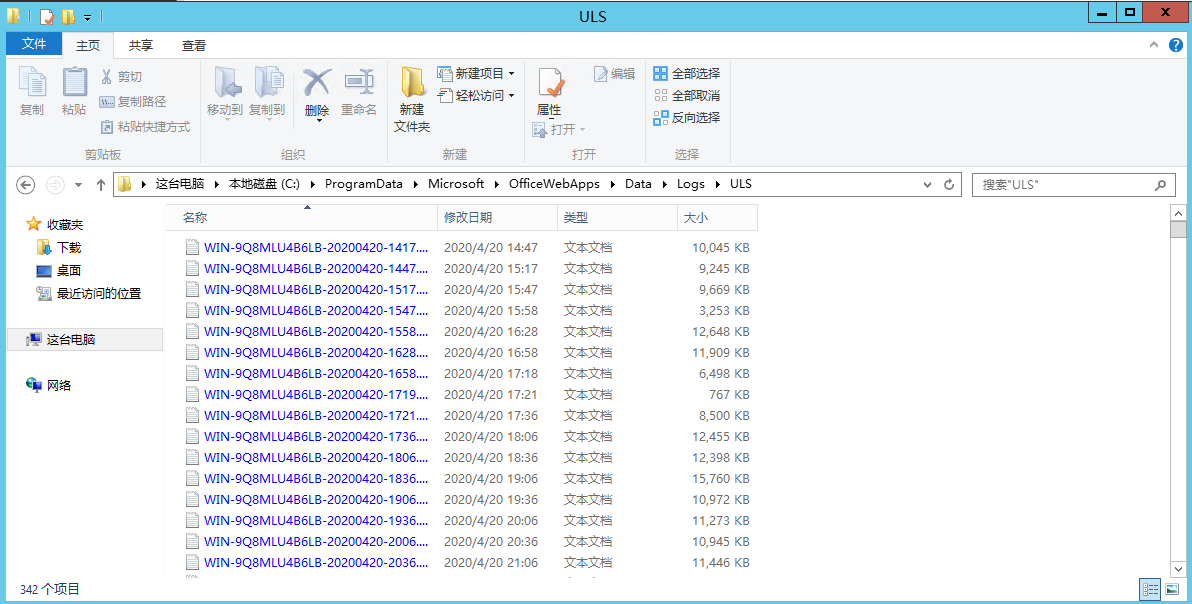 ULS
文件 主页 共享 查看
复制
粘贴
剪切
复制路径
粘贴快捷方式
剪贴板
移动到
复制到
删除
重命名
组织
新建
文件夹
新建项目
轻松访问
新建
属性
打开
编辑
打开
全部选择
全部取消
反向选择
选择
这台电脑 本地磁盘 (C:) ProgramData Microsoft OfficeWebApps Data Logs ULS
搜索"ULS"
收藏夹
下载
桌面
最近访问的位置
这台电脑
网络
名称 修改日期 类型 大小
WIN-9Q8MLU4B6LB-20200420-1417.... 2020/4/20 14:47 文本文档 10,045 KB
WIN-9Q8MLU4B6LB-20200420-1447.... 2020/4/20 15:17 文本文档 9,245 KB
WIN-9Q8MLU4B6LB-20200420-1517.... 2020/4/20 15:47 文本文档 9,669 KB
WIN-9Q8MLU4B6LB-20200420-1547.... 2020/4/20 15:58 文本文档 3,253 KB
WIN-9Q8MLU4B6LB-20200420-1558.... 2020/4/20 16:28 文本文档 12,648 KB
WIN-9Q8MLU4B6LB-20200420-1628.... 2020/4/20 16:58 文本文档 11,909 KB
WIN-9Q8MLU4B6LB-20200420-1658.... 2020/4/20 17:18 文本文档 6,498 KB
WIN-9Q8MLU4B6LB-20200420-1719.... 2020/4/20 17:21 文本文档 767 KB
WIN-9Q8MLU4B6LB-20200420-1721.... 2020/4/20 17:36 文本文档 8,500 KB
WIN-9Q8MLU4B6LB-20200420-1736.... 2020/4/20 18:06 文本文档 12,455 KB
WIN-9Q8MLU4B6LB-20200420-1806.... 2020/4/20 18:36 文本文档 12,398 KB
WIN-9Q8MLU4B6LB-20200420-1836.... 2020/4/20 19:06 文本文档 15,760 KB
WIN-9Q8MLU4B6LB-20200420-1906.... 2020/4/20 19:36 文本文档 10,972 KB
WIN-9Q8MLU4B6LB-20200420-1936.... 2020/4/20 20:06 文本文档 11,273 KB
WIN-9Q8MLU4B6LB-20200420-2006.... 2020/4/20 20:36 文本文档 10,945 KB
WIN-9Q8MLU4B6LB-20200420-2036.... 2020/4/20 21:06 文本文档 11,446 KB
342 个项目